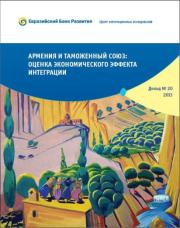 Евразийский Банк Развития
Центр интеграционных исследований
АРМЕНИЯ И ТАМОЖЕННЫЙ СОЮЗ:
ОЦЕНКА ЭКОНОМИЧЕСКОГО ЭФФЕКТА
ИНТЕГРАЦИИ
Доклад № 20
2013